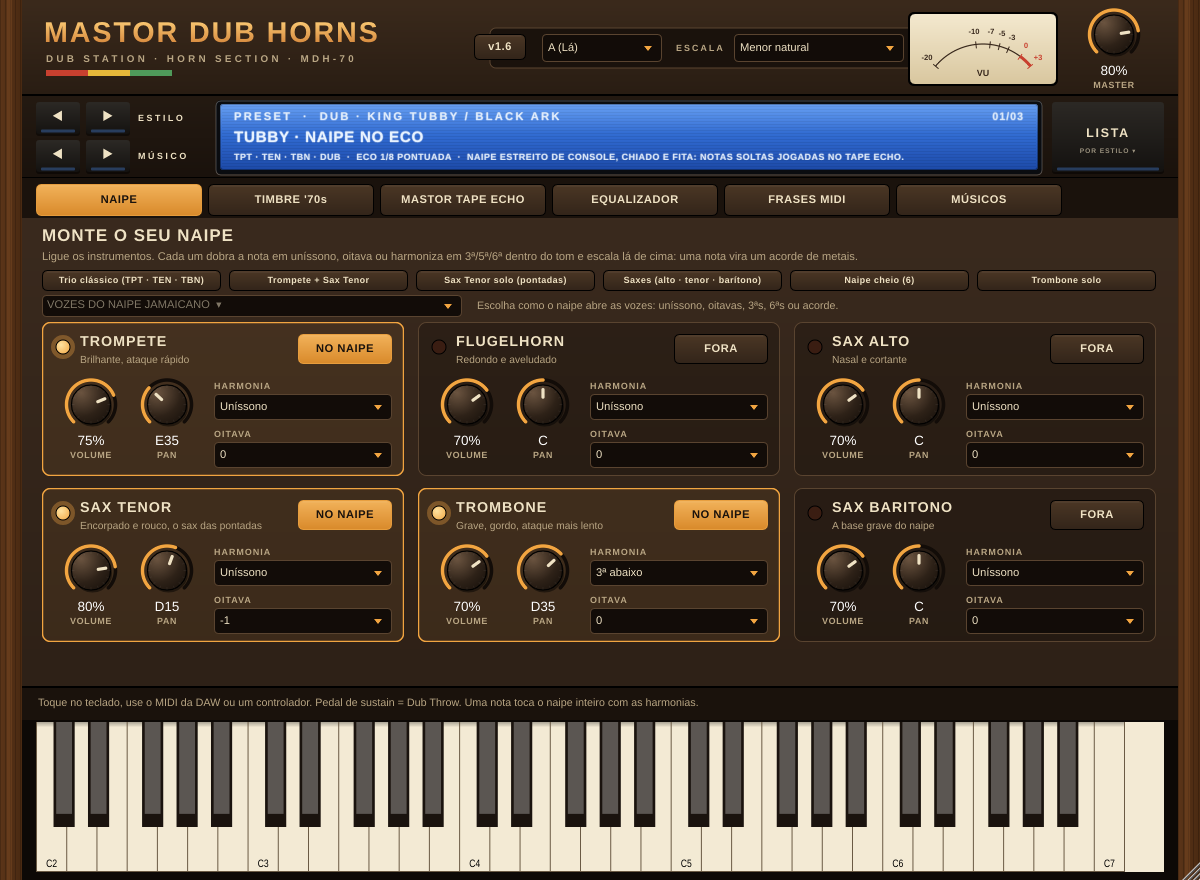 MASTOR DUB HORNS
DUB STATION · HORN SECTION · MDH-70
v1.6
A (Lá)
ESCALA
Menor natural
-20
-10
-7
-5
-3
0
+3
VU
80%
MASTER
ESTILO
MÚSICO
PRESET · DUB · KING TUBBY / BLACK ARK
01/03
TUBBY · NAIPE NO ECO
TPT · TEN · TBN · DUB · ECO 1/8 PONTUADA · NAIPE ESTREITO DE CONSOLE, CHIADO E FITA: NOTAS SOLTAS JOGADAS NO TAPE ECHO.
LISTA
POR ESTILO ▾
NAIPE
TIMBRE '70s
MASTOR TAPE ECHO
EQUALIZADOR
FRASES MIDI
MÚSICOS
MONTE O SEU NAIPE
Ligue os instrumentos. Cada um dobra a nota em uníssono, oitava ou harmoniza em 3ª/5ª/6ª dentro do tom e escala lá de cima: uma nota vira um acorde de metais.
Trio clássico (TPT · TEN · TBN)
Trompete + Sax Tenor
Sax Tenor solo (pontadas)
Saxes (alto · tenor · barítono)
Naipe cheio (6)
Trombone solo
VOZES DO NAIPE JAMAICANO ▾
Escolha como o naipe abre as vozes: uníssono, oitavas, 3ªs, 6ªs ou acorde.
TROMPETE
Brilhante, ataque rápido
NO NAIPE
75%
VOLUME
E35
PAN
HARMONIA
Uníssono
OITAVA
0
FLUGELHORN
Redondo e aveludado
FORA
70%
VOLUME
C
PAN
HARMONIA
Uníssono
OITAVA
0
SAX ALTO
Nasal e cortante
FORA
70%
VOLUME
C
PAN
HARMONIA
Uníssono
OITAVA
0
SAX TENOR
Encorpado e rouco, o sax das pontadas
NO NAIPE
80%
VOLUME
D15
PAN
HARMONIA
Uníssono
OITAVA
-1
TROMBONE
Grave, gordo, ataque mais lento
NO NAIPE
70%
VOLUME
D35
PAN
HARMONIA
3ª abaixo
OITAVA
0
SAX BARITONO
A base grave do naipe
FORA
70%
VOLUME
C
PAN
HARMONIA
Uníssono
OITAVA
0
Toque no teclado, use o MIDI da DAW ou um controlador. Pedal de sustain = Dub Throw. Uma nota toca o naipe inteiro com as harmonias.
C2
C3
C4
C5
C6
C7